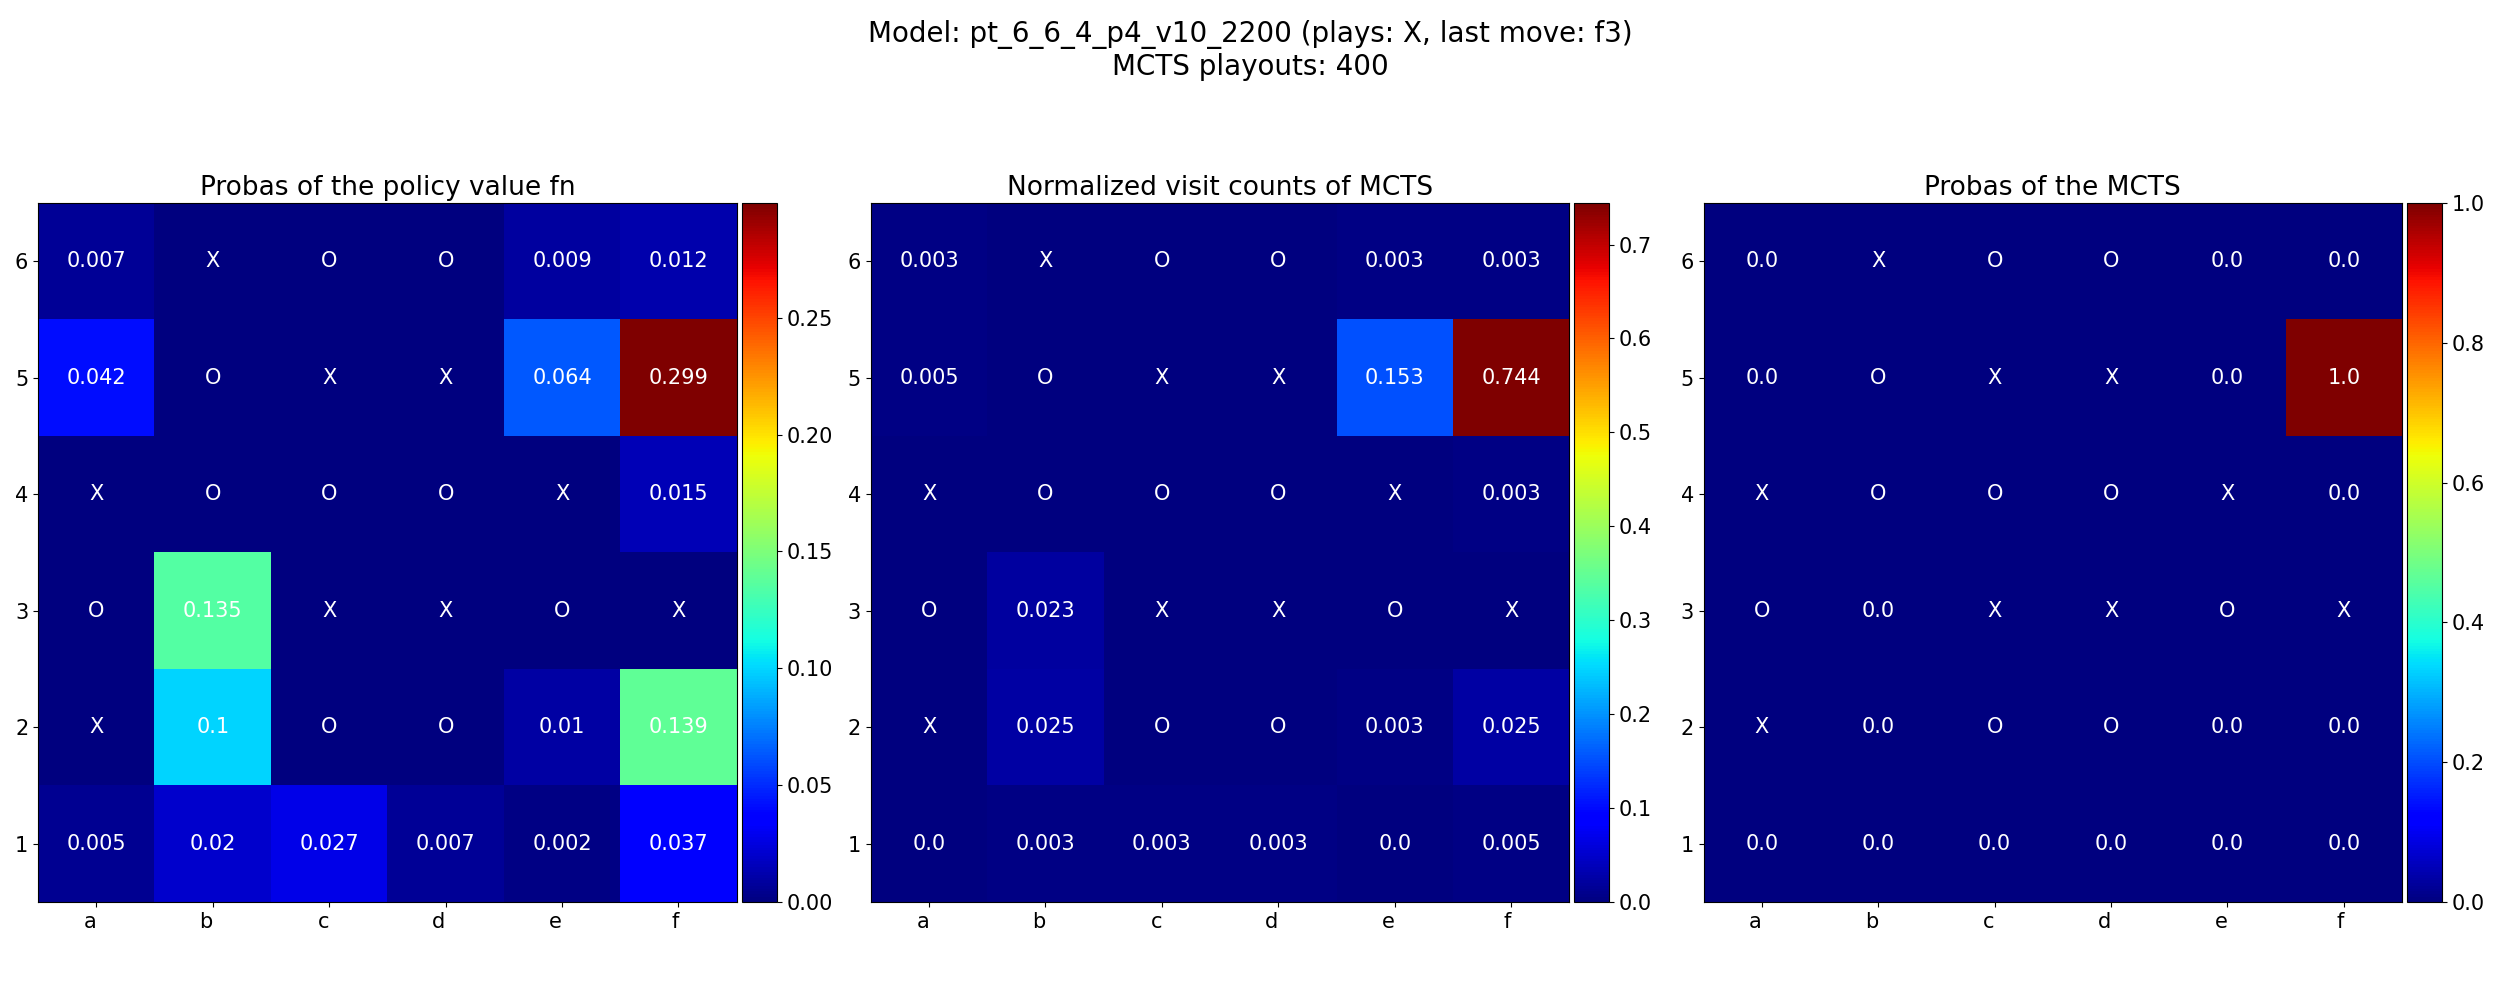 Model: pt_6_6_4_p4_v10_2200 (plays: X, last move: f3)
MCTS playouts: 400
Probas of the policy value fn
6 0.007 X O O 0.009 0.012
5 0.042 O X X 0.064 0.299
4 X O O O X 0.015
3 O 0.135 X X O X
2 X 0.1 O O 0.01 0.139
1 0.005 0.02 0.027 0.007 0.002 0.037
a b c d e f
0.25
0.20
0.15
0.10
0.05
0.00
Normalized visit counts of MCTS
6 0.003 X O O 0.003 0.003
5 0.005 O X X 0.153 0.744
4 X O O O X 0.003
3 O 0.023 X X O X
2 X 0.025 O O 0.003 0.025
1 0.0 0.003 0.003 0.003 0.0 0.005
a b c d e f
0.7
0.6
0.5
0.4
0.3
0.2
0.1
0.0
Probas of the MCTS
6 0.0 X O O 0.0 0.0
5 0.0 O X X 0.0 1.0
4 X O O O X 0.0
3 O 0.0 X X O X
2 X 0.0 O O 0.0 0.0
1 0.0 0.0 0.0 0.0 0.0 0.0
a b c d e f
1.0
0.8
0.6
0.4
0.2
0.0